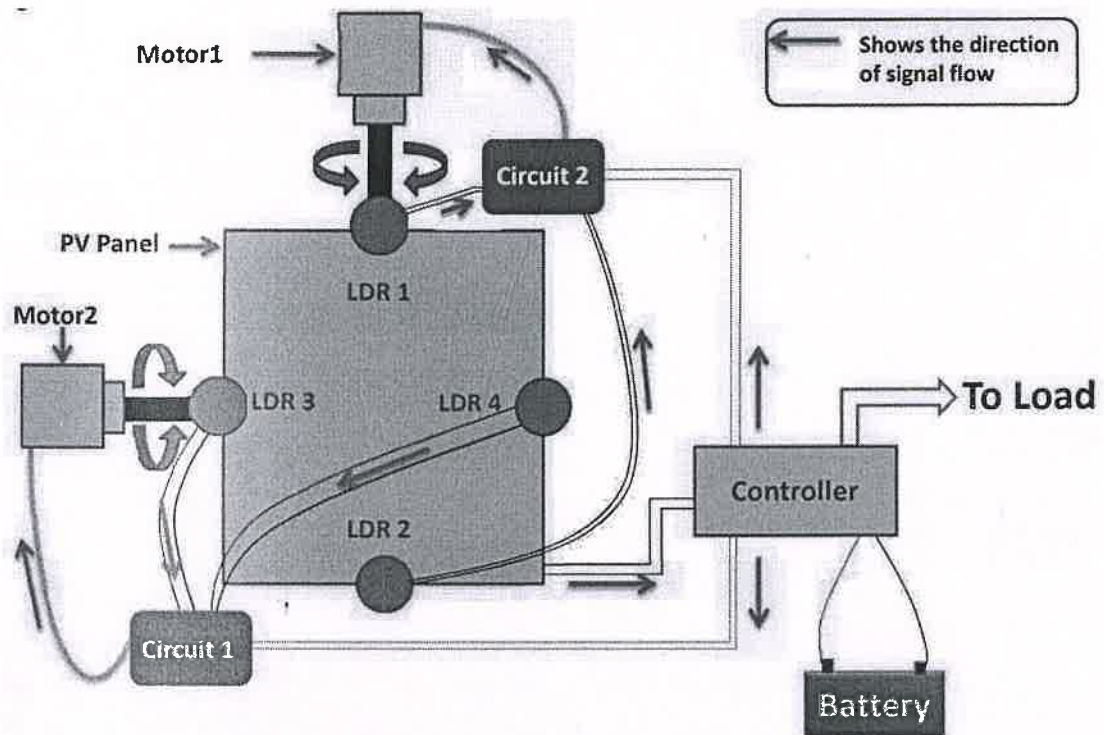 Motor1
Shows the direction
of signal flow
Circuit 2
PV Panel
LDR 1
Motor2
LDR 3
LDR 4
To Load
Controller
LDR 2
Circuit 1
Battery